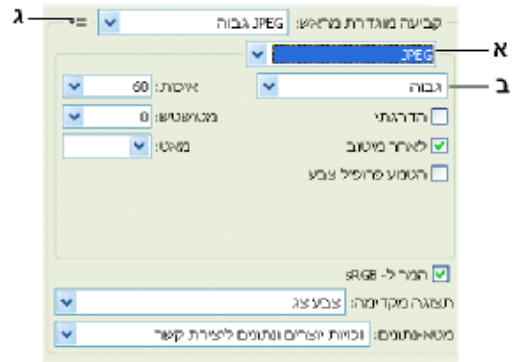 ג
קביעה מוגדרת מראש: JPEG גבוה
א
JPEG
ב
גבוה
איכות: 60
הדרגתי
מטושטש: 0
לאחר מיטוב
מאט:
הטמע פרופיל צבע
המר ל- sRGB
תצוגה מקדימה: צבע צג
מטא-נתונים: זכויות יוצרים ונתונים ליצירת קשר